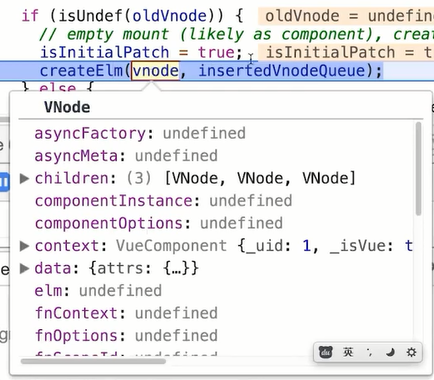 if (isUndef(oldVnode)) { oldVnode = undefin
// empty mount (likely as component), creat
isInitialPatch = true; isInitialPatch = t
createElm(vnode, insertedVnodeQueue);
} else {
VNode
asyncFactory: undefined
asyncMeta: undefined
▶ children: (3) [VNode, VNode, VNode]
componentInstance: undefined
componentOptions: undefined
▶ context: VueComponent {_uid: 1, _isVue: t
▶ data: {attrs: {…}}
elm: undefined
fnContext: undefined
fnOptions: undefined
fnScopeId: undefined
英